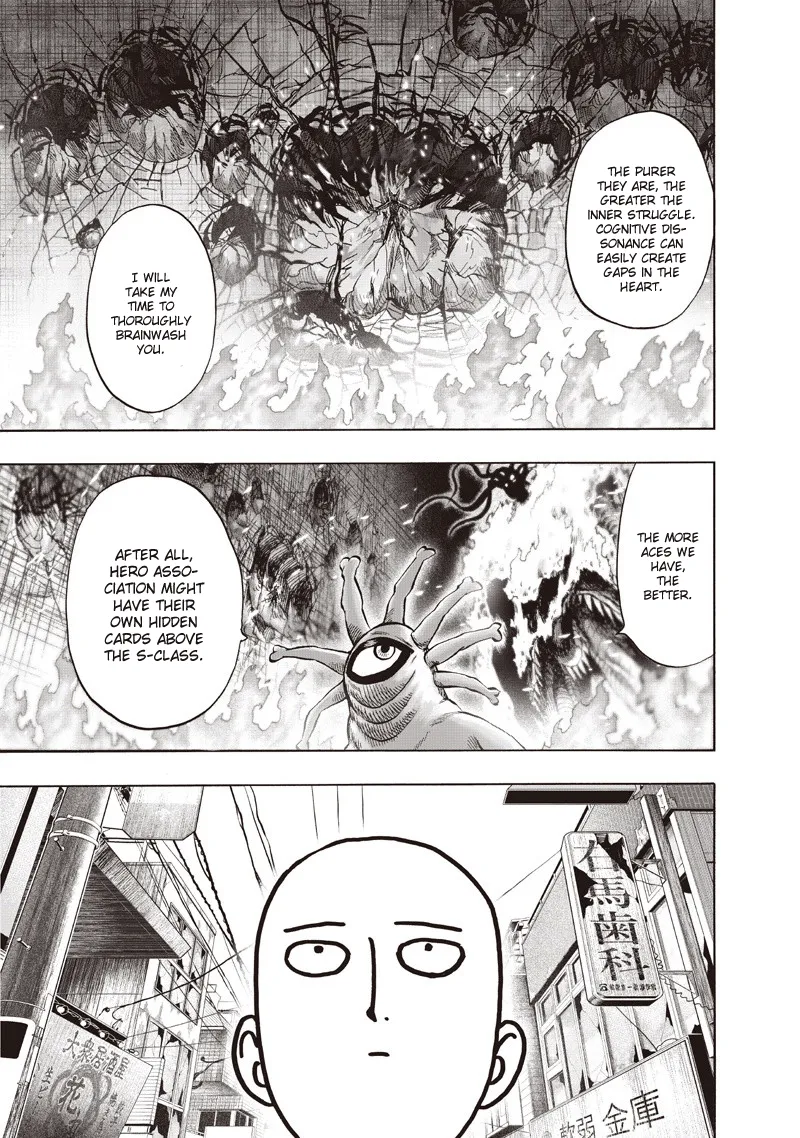 THE PURER
THEY ARE, THE
GREATER THE
INNER STRUGGLE.
COGNITIVE DIS-
SONANCE CAN
EASILY CREATE
GAPS IN THE
HEART.
I WILL
TAKE MY
TIME TO
THOROUGHLY
BRAINWASH
YOU.
THE MORE
ACES WE
HAVE,
THE
BETTER.
AFTER ALL,
HERO ASSO-
CIATION MIGHT
HAVE THEIR
OWN HIDDEN
CARDS ABOVE
THE S-CLASS.
馬歯科
大衆居酒屋
花
金庫